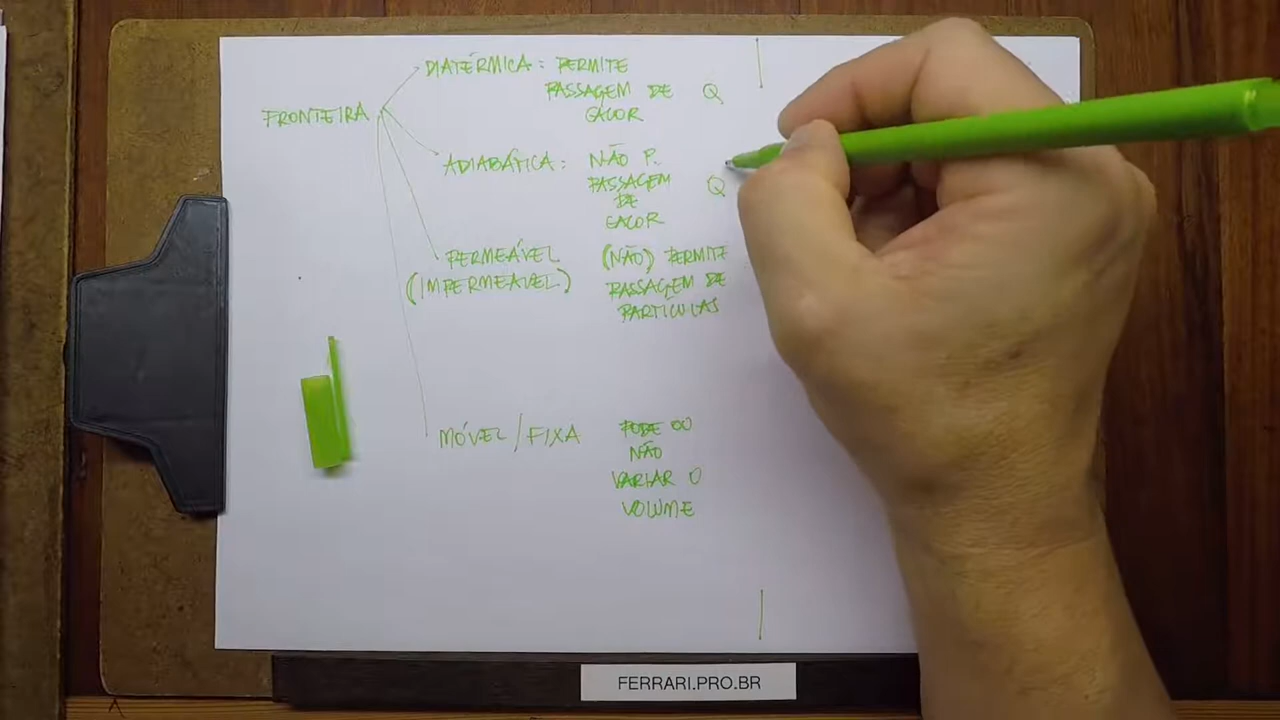 FRONTEIRA
DIATÉRMICA: PERMITE
PASSAGEM DE Q
CALOR
ADIABÁTICA: NÃO P.
PASSAGEM Q
DE
CALOR
PERMEÁVEL (NÃO) PERMITE
(IMPERMEÁVEL) PASSAGEM DE
PARTÍCULAS
MÓVEL/FIXA PODE OU
NÃO
VARIAR O
VOLUME
FERRARI.PRO.BR